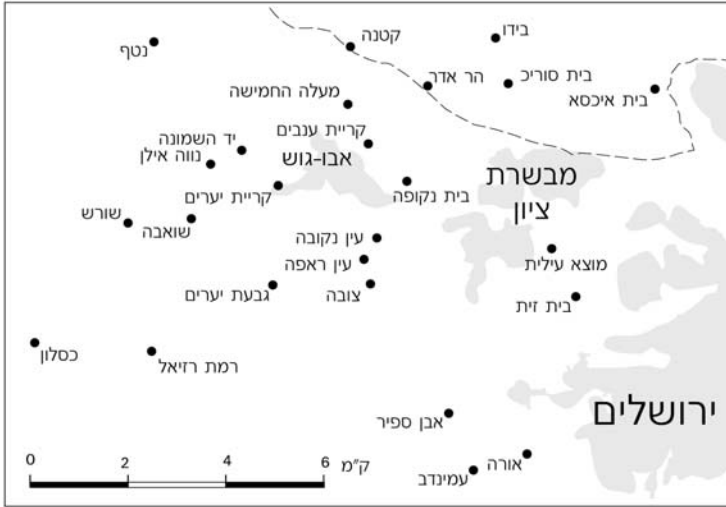 בידו
קטנה
נטף
בית סוריכ
הר אדר
בית איכסא
מעלה החמישה
קריית ענבים
יד השמונה
אבו-גוש
נווה אילן
מבשרת
ציון
בית נקופה
קריית יערים
שורש
שואבה
עין נקובה
מוצא עילית
עין ראפה
צובה
גבעת יערים
בית זית
כסלון
רמת רזיאל
ירושלים
אבן ספיר
אורה
עמינדב
0 2 4 6 ק"מ